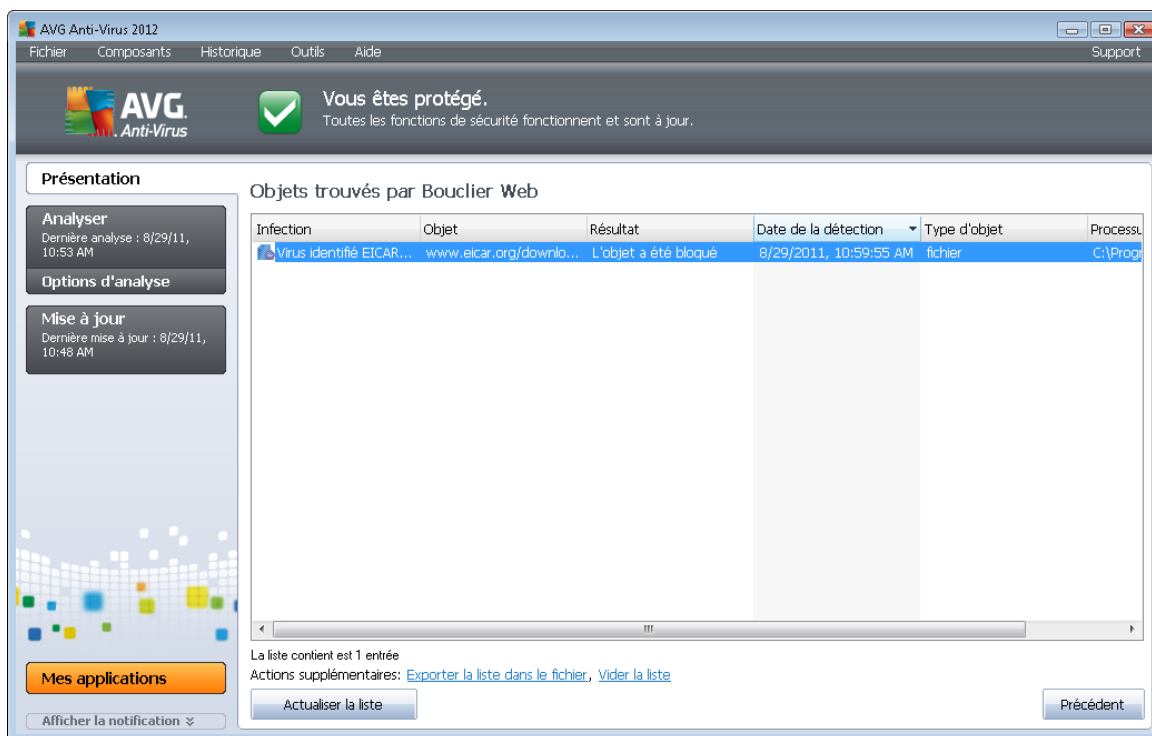 AVG Anti-Virus 2012
Fichier Composants Historique Outils Aide Support
AVG.
Anti-Virus
Vous êtes protégé.
Toutes les fonctions de sécurité fonctionnent et sont à jour.
Présentation
Analyser
Dernière analyse : 8/29/11,
10:53 AM
Options d'analyse
Mise à jour
Dernière mise à jour : 8/29/11,
10:48 AM
Mes applications
Afficher la notification
Objets trouvés par Bouclier Web
Infection Objet Résultat Date de la détection Type d'objet Processu
Virus identifié EICAR... www.eicar.org/downlo... L'objet a été bloqué 8/29/2011, 10:59:55 AM fichier C:\Progr
La liste contient est 1 entrée
Actions supplémentaires: Exporter la liste dans le fichier, Vider la liste
Actualiser la liste Précédent